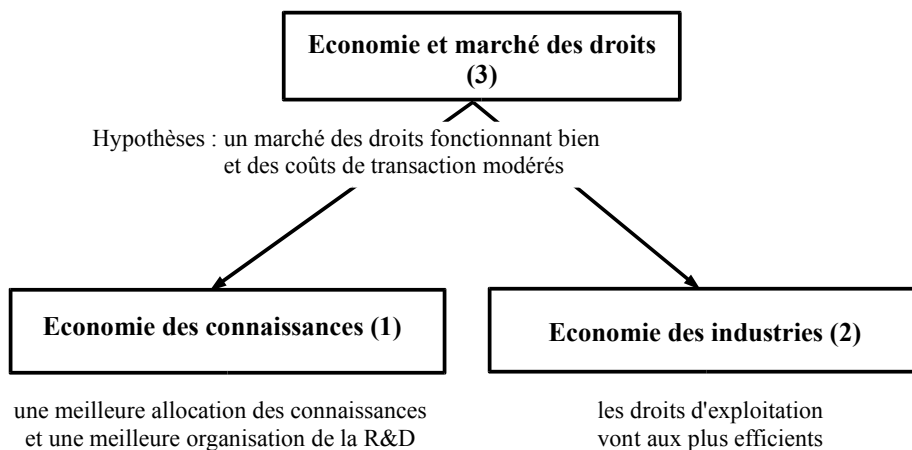 Economie et marché des droits
(3)
Hypothèses : un marché des droits fonctionnant bien
et des coûts de transaction modérés
Economie des connaissances (1)
Economie des industries (2)
une meilleure allocation des connaissances
et une meilleure organisation de la R&D
les droits d'exploitation
vont aux plus efficients